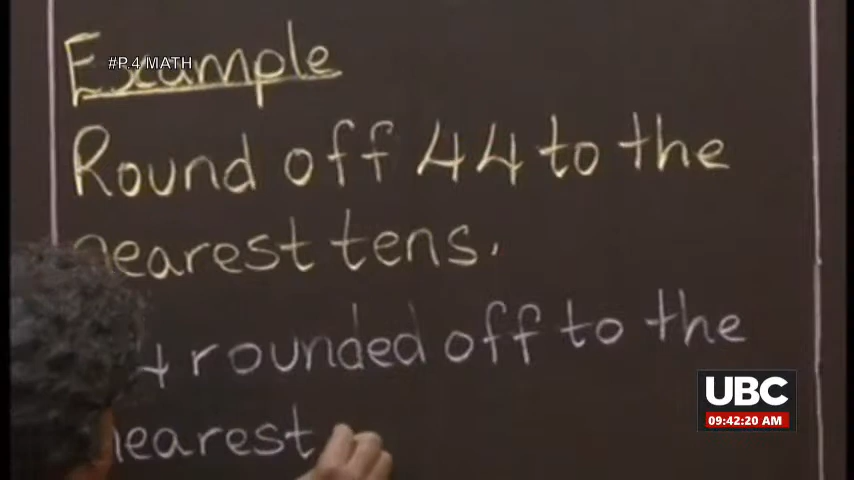 #P.4 MATH
Example
Round off 44 to the
nearest tens.
rounded off to the
nearest
UBC
09:42:20 AM